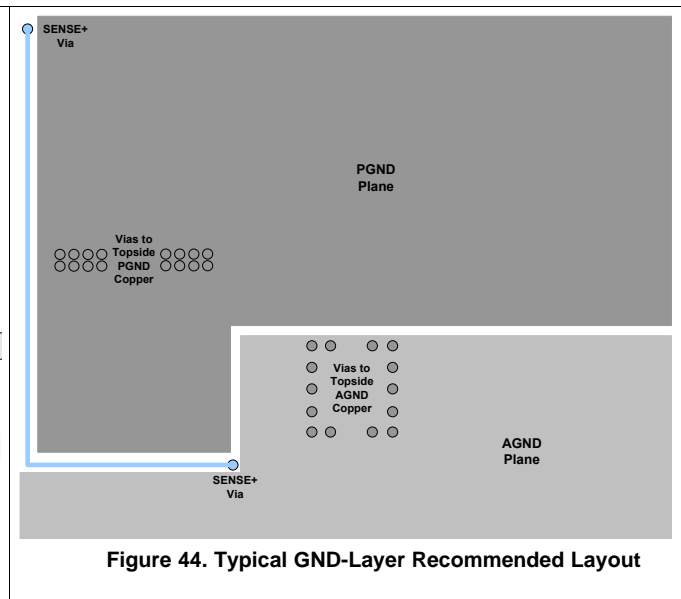 SENSE+
Via
PGND
Plane
Vias to
Topside
PGND
Copper
Vias to
Topside
AGND
Copper
AGND
Plane
SENSE+
Via
Figure 44. Typical GND-Layer Recommended Layout